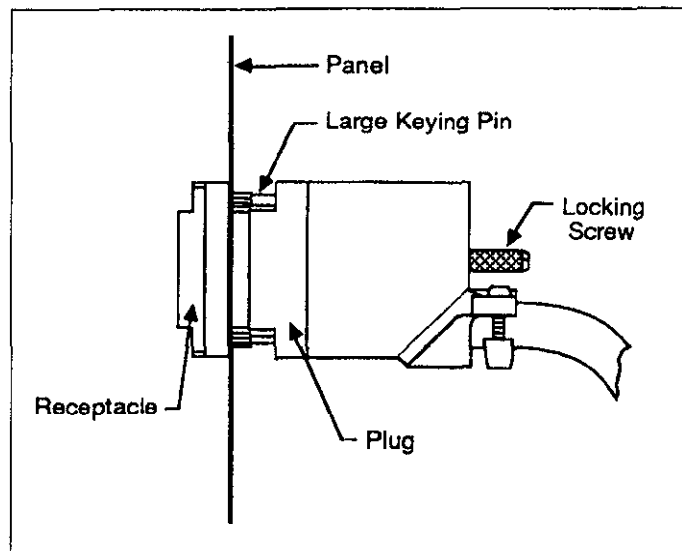 Panel
Large Keying Pin
Locking
Screw
Receptacle
Plug